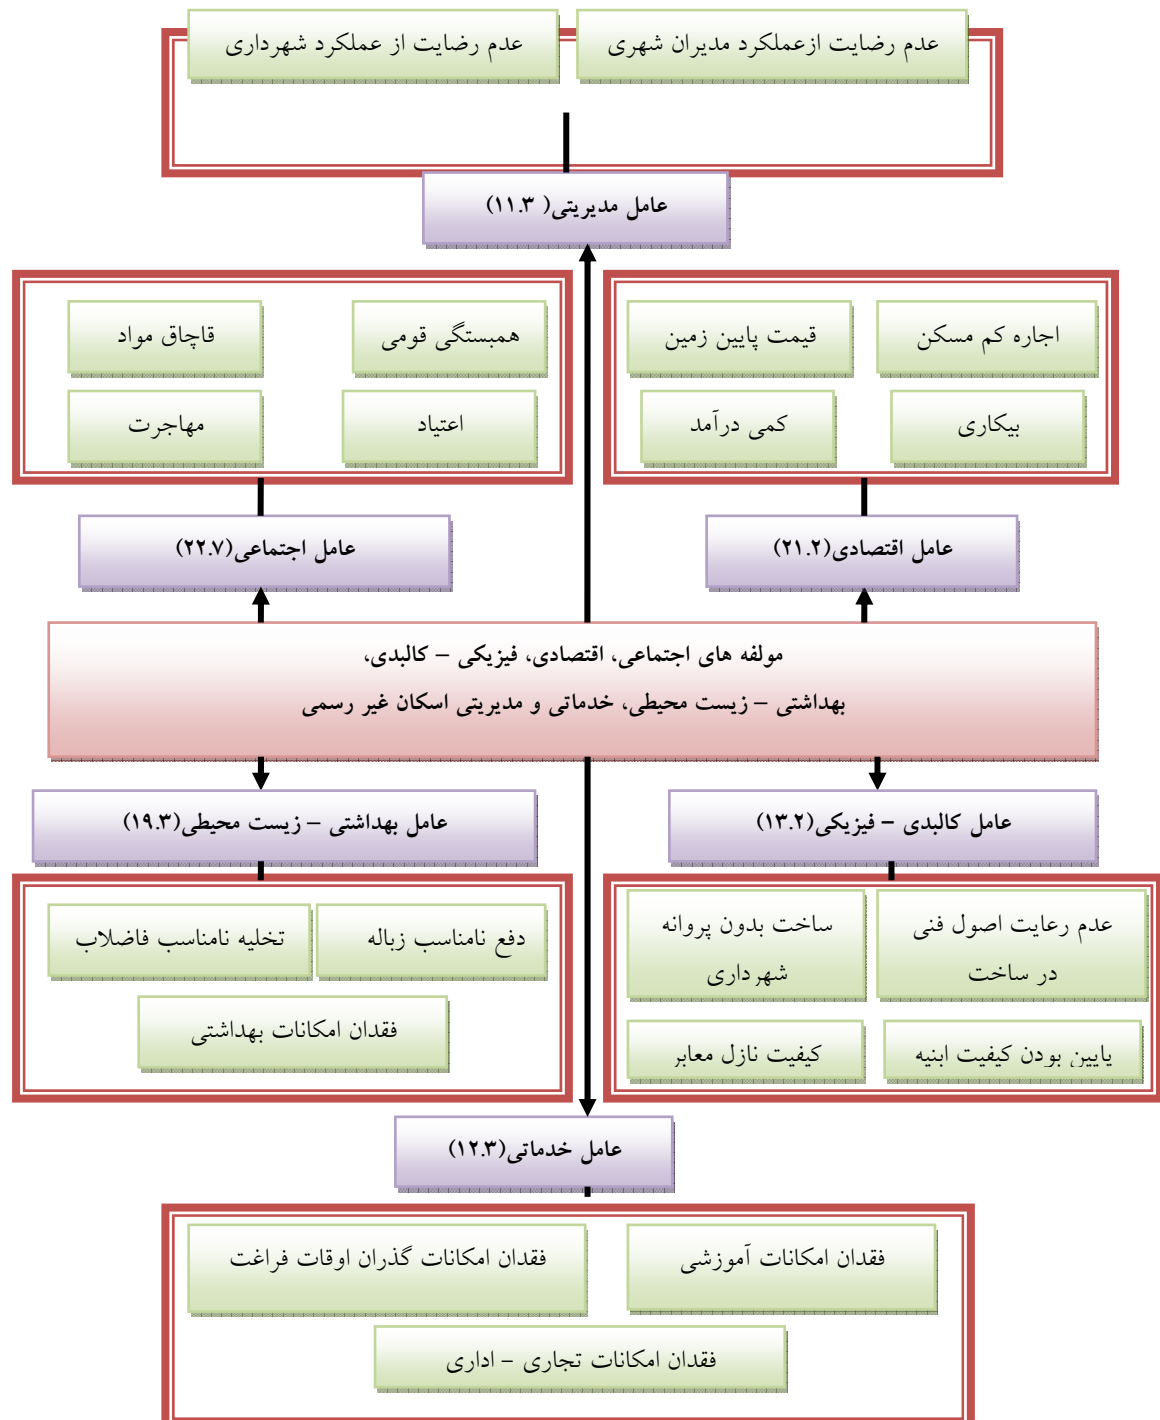 عدم رضایت ازعملکرد مدیران شهری
عدم رضایت از عملکرد شهرداری
عامل مدیریتی( ۱۱.۳)
اجاره کم مسکن
قیمت پایین زمین
بیکاری
کمی درآمد
همبستگی قومی
قاچاق مواد
اعتیاد
مهاجرت
عامل اقتصادی(۲۱.۲)
عامل اجتماعی(۲۲.۷)
مولفه های اجتماعی، اقتصادی، فیزیکی – کالبدی،
بهداشتی – زیست محیطی، خدماتی و مدیریتی اسکان غیر رسمی
عامل کالبدی – فیزیکی(۱۳.۲)
عامل بهداشتی – زیست محیطی(۱۹.۳)
عدم رعایت اصول فنی
در ساخت
ساخت بدون پروانه
شهرداری
پایین بودن کیفیت ابنیه
کیفیت نازل معابر
دفع نامناسب زباله
تخلیه نامناسب فاضلاب
فقدان امکانات بهداشتی
عامل خدماتی(۱۲.۳)
فقدان امکانات آموزشی
فقدان امکانات گذران اوقات فراغت
فقدان امکانات تجاری – اداری